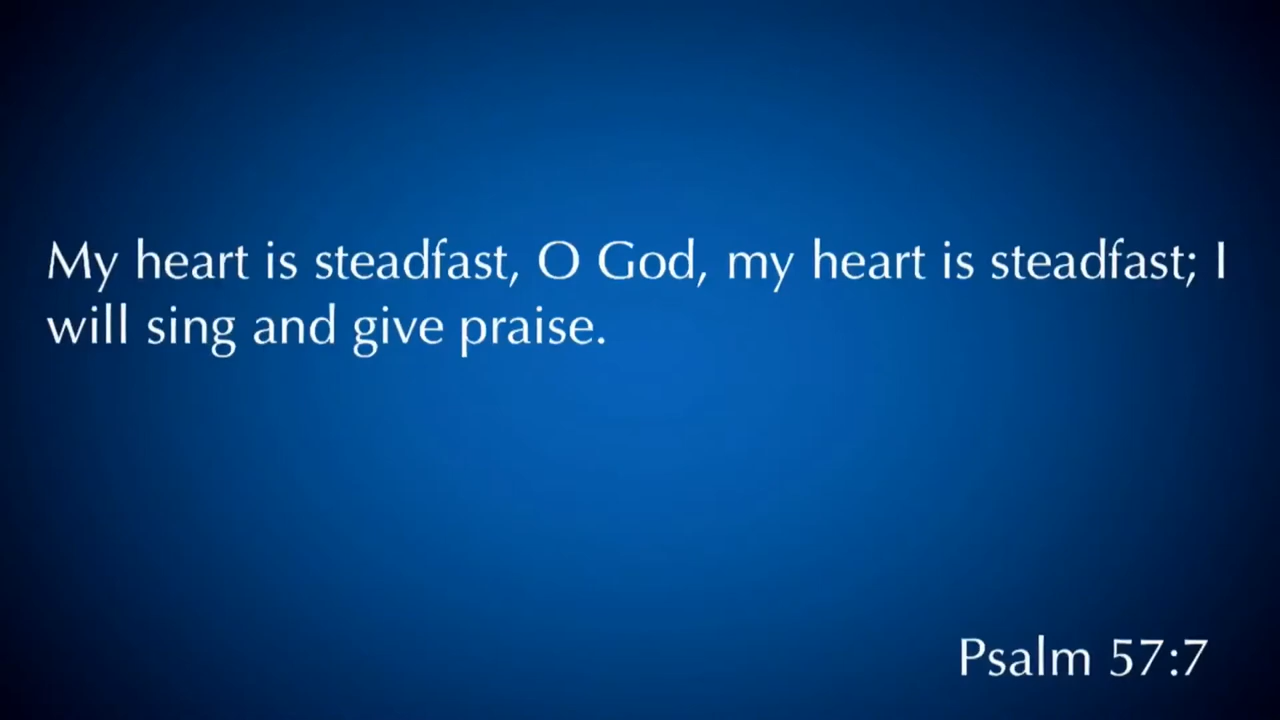 My heart is steadfast, O God, my heart is steadfast; I
will sing and give praise.
Psalm 57:7